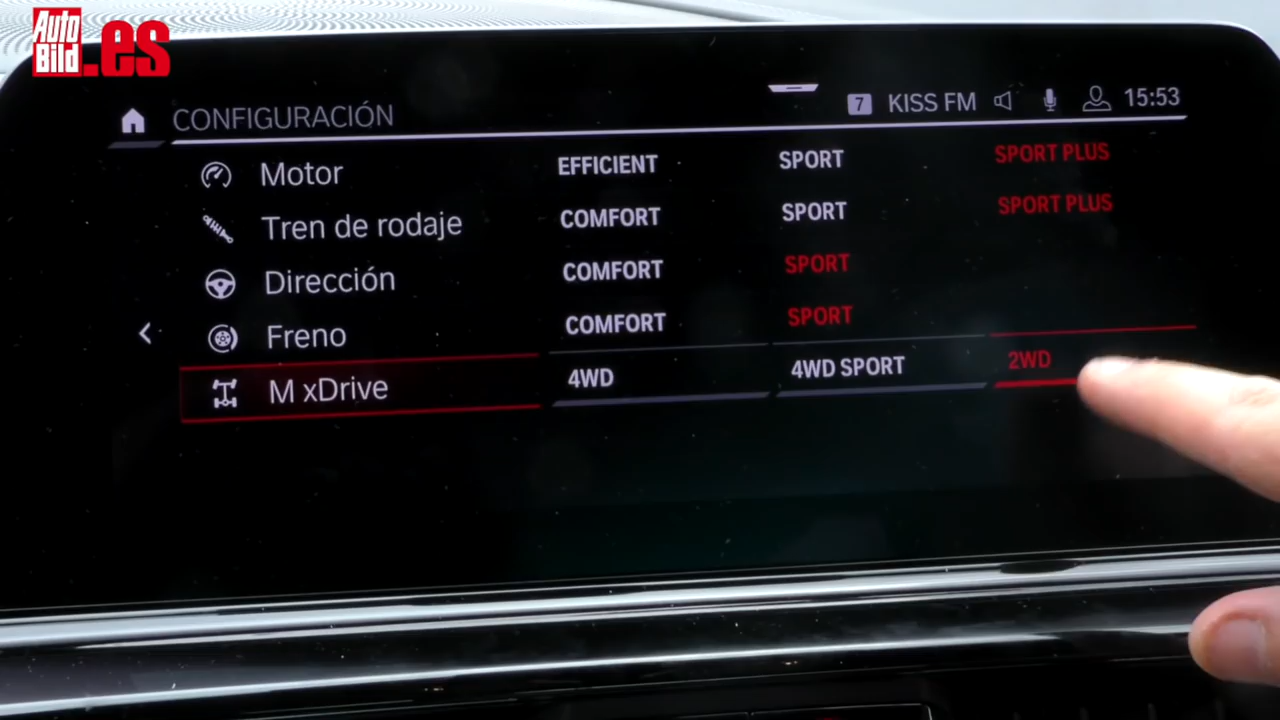 Auto
Bild
.es
CONFIGURACIÓN
7 KISS FM 15:53
Motor EFFICIENT SPORT SPORT PLUS
Tren de rodaje COMFORT SPORT SPORT PLUS
Dirección COMFORT SPORT
Freno COMFORT SPORT
M xDrive 4WD 4WD SPORT 2WD